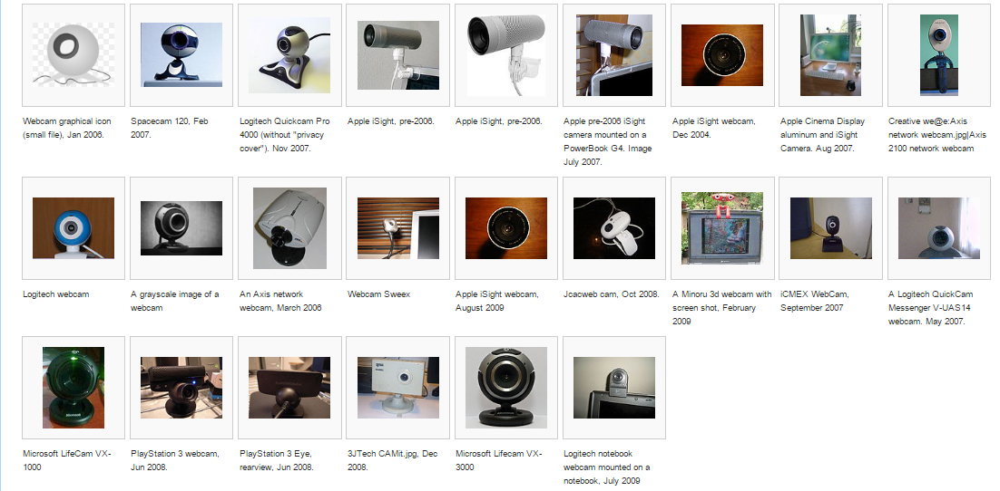 Webcam graphical icon
(small file), Jan 2006.
Spacecam 120, Feb
2007.
Logitech Quickcam Pro
4000 (without "privacy
cover"). Nov 2007.
Apple iSight, pre-2006.
Apple iSight, pre-2006.
Apple pre-2006 iSight
camera mounted on a
PowerBook G4. Image
July 2007.
Apple iSight webcam,
Dec 2004.
Apple Cinema Display
aluminum and iSight
Camera. Aug 2007.
Creative we@e:Axis
network webcam.jpg|Axis
2100 network webcam
Logitech webcam
A grayscale image of a
webcam
An Axis network
webcam, March 2006
Webcam Sweex
Apple iSight webcam,
August 2009
Jcacweb cam, Oct 2008.
A Minoru 3d webcam with
screen shot, February
2009
iCMEX WebCam,
September 2007
A Logitech QuickCam
Messenger V-UAS14
webcam. May 2007.
Microsoft LifeCam VX-
1000
PlayStation 3 webcam,
Jun 2008.
PlayStation 3 Eye,
rearview, Jun 2008.
3JTech CAMit.jpg, Dec
2008.
Microsoft Lifecam VX-
3000
Logitech notebook
webcam mounted on a
notebook, July 2009